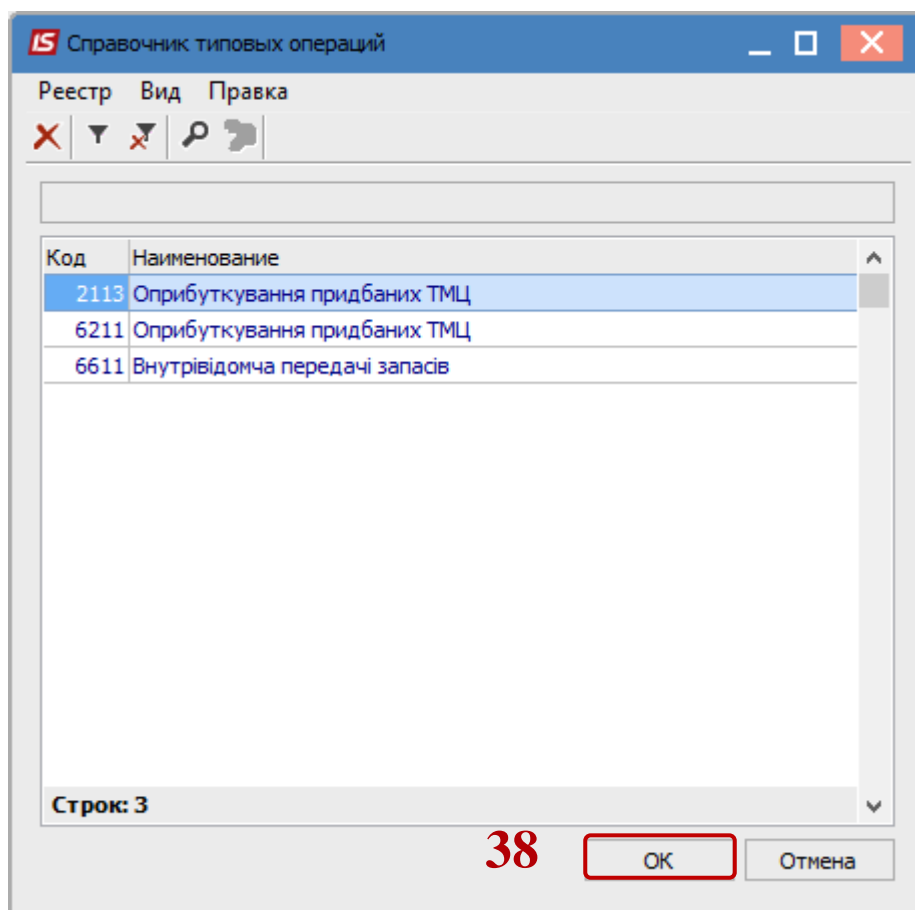 IS Справочник типовых операций
Реестр Вид Правка
Код Наименование
2113 Оприбуткування придбаних ТМЦ
6211 Оприбуткування придбаних ТМЦ
6611 Внутрівідомча передачі запасів
Строк: 3
38 ОК Отмена